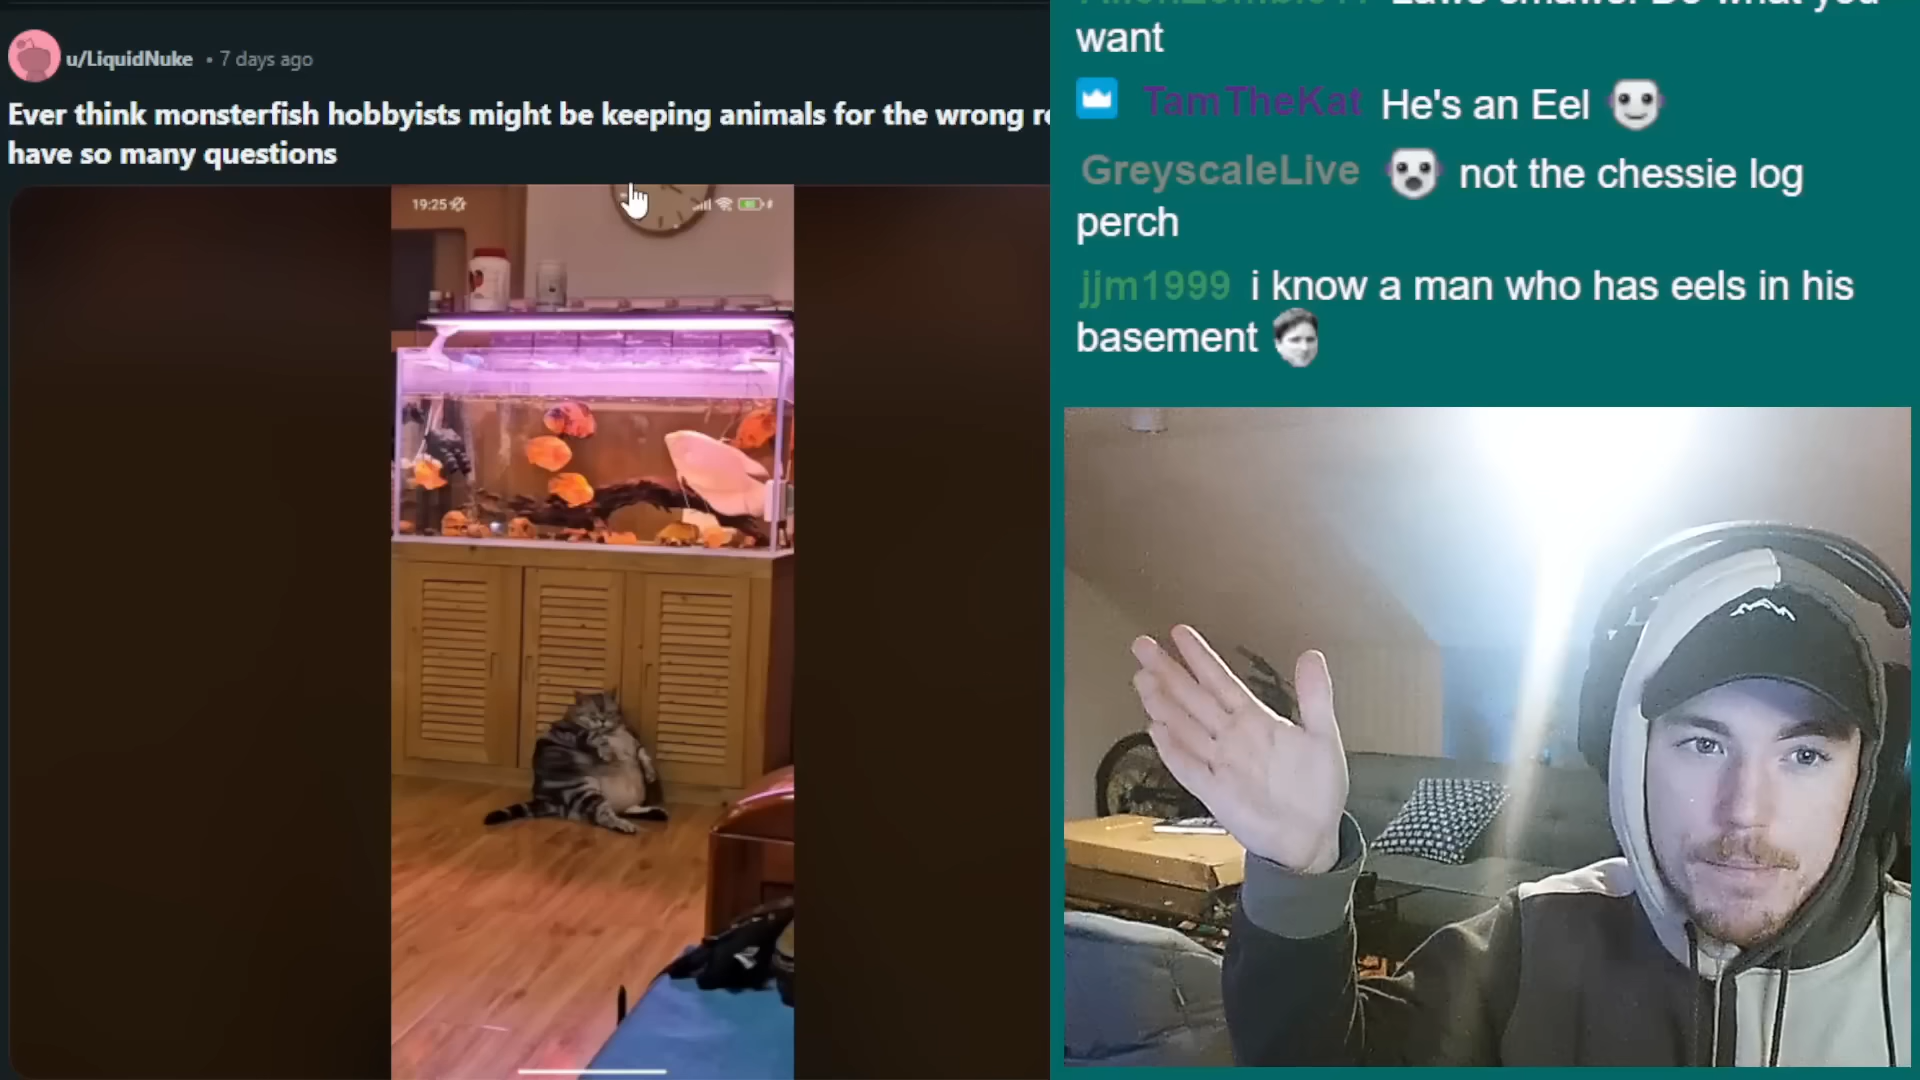 u/LiquidNuke • 7 days ago
Ever think monsterfish hobbyists might be keeping animals for the wrong
have so many questions
19:25
want
TamTheKat He's an Eel
GreyscaleLive not the chessie log
perch
jjm1999 i know a man who has eels in his
basement